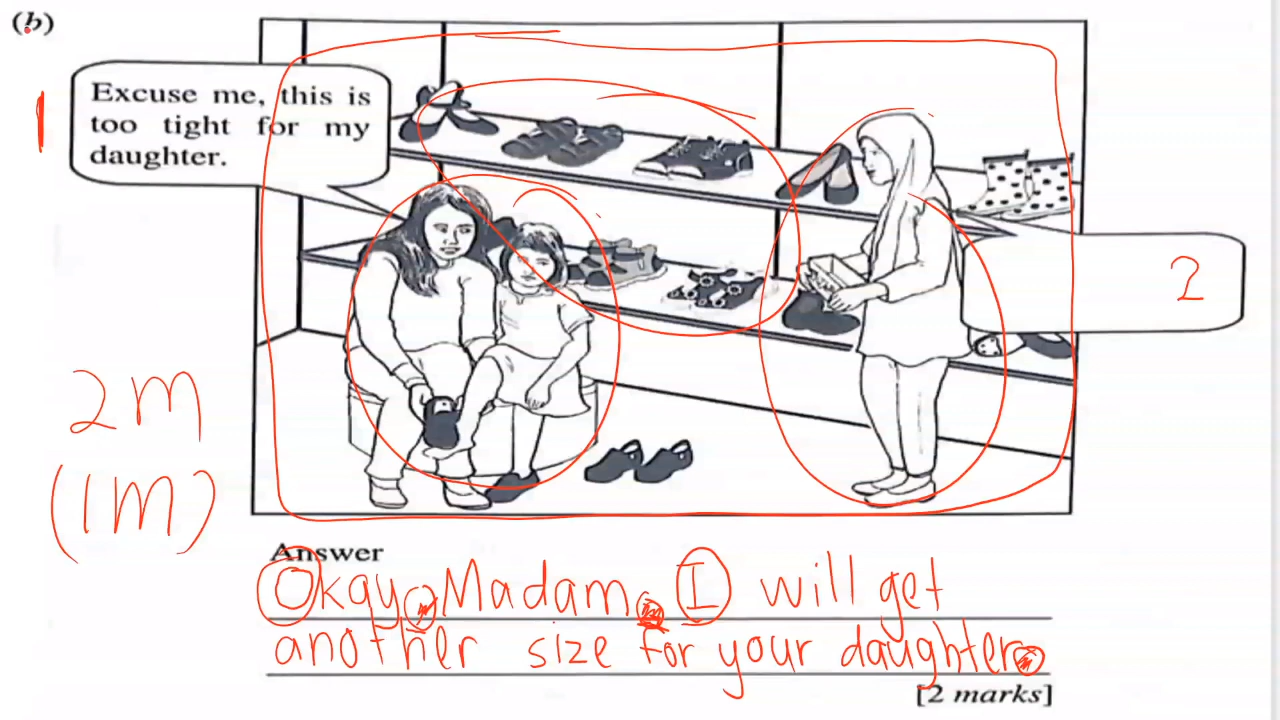 (b)
1
Excuse me, this is
too tight for my
daughter.
2
2m
(1m)
Answer
Okay, Madam. I will get
another size for your daughter.
[2 marks]